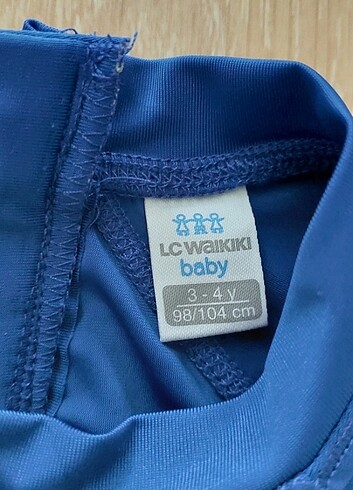 LC WAIKIKI
baby
3 - 4 y
98/104 cm